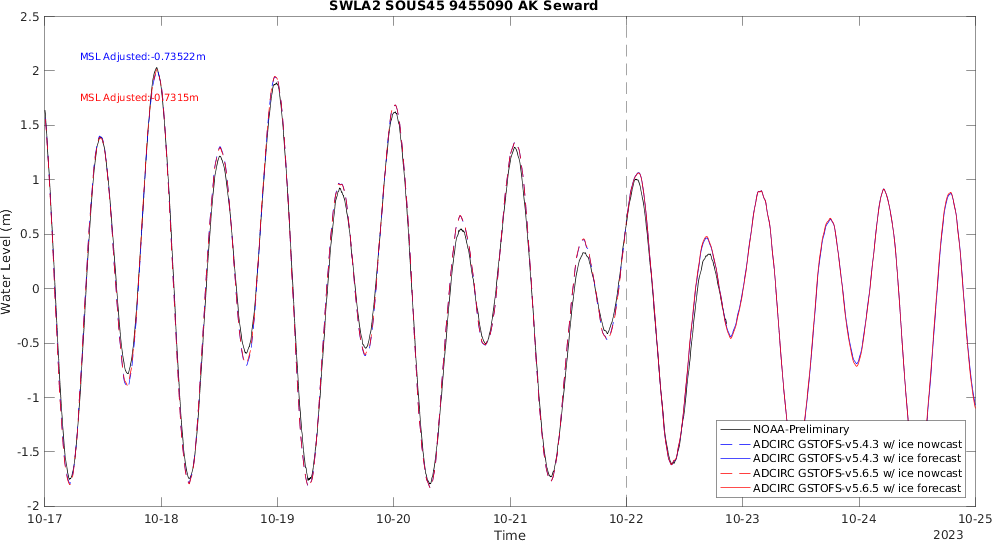 SWLA2 SOUS45 9455090 AK Seward
MSL Adjusted:-0.73522m
MSL Adjusted:-0.7315m
2.5
2
1.5
1
0.5
0
-0.5
-1
-1.5
-2
Water Level (m)
10-17
10-18
10-19
10-20
10-21
10-22
10-23
10-24
10-25
Time
2023
NOAA-Preliminary
ADCIRC GSTOFS-v5.4.3 w/ ice nowcast
ADCIRC GSTOFS-v5.4.3 w/ ice forecast
ADCIRC GSTOFS-v5.6.5 w/ ice nowcast
ADCIRC GSTOFS-v5.6.5 w/ ice forecast